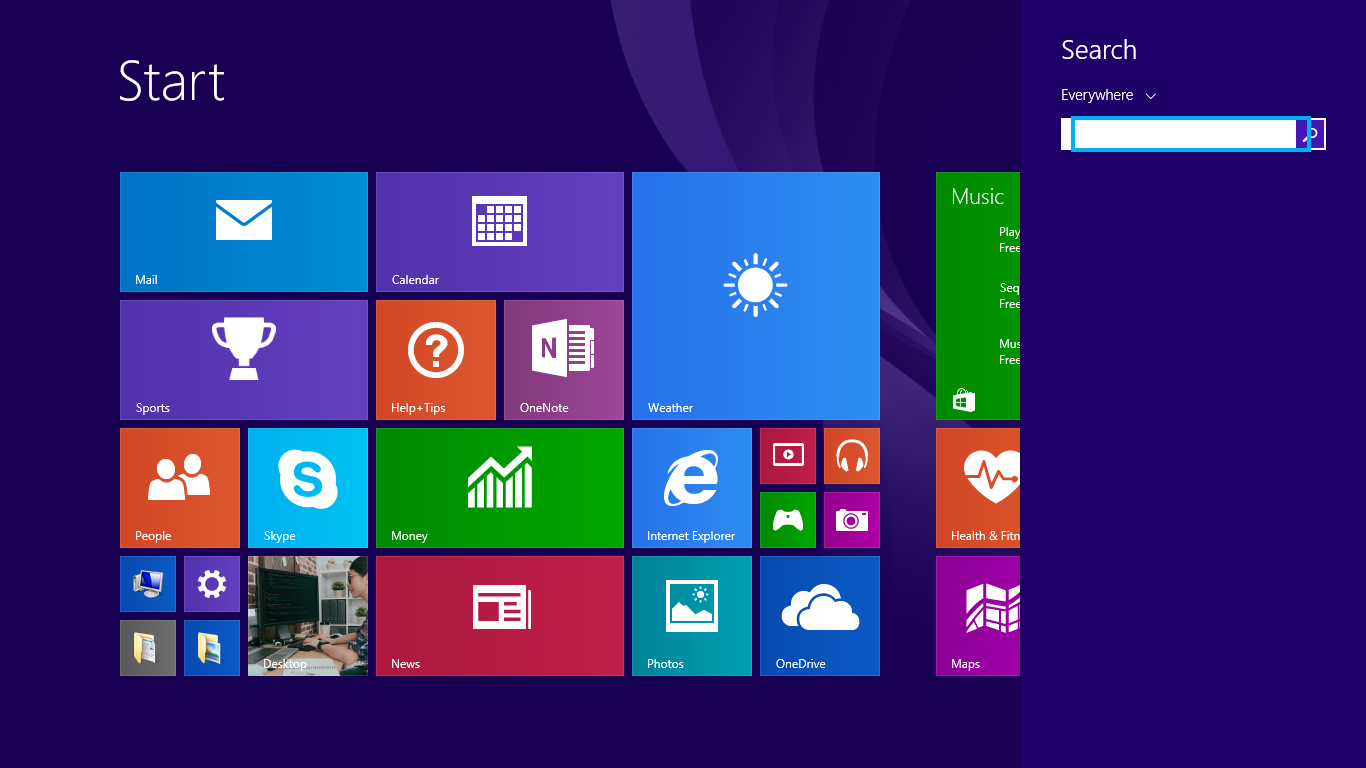 Start
Search
Everywhere
Mail
Calendar
Weather
Music
Play
Free
Seq
Free
Mus
Free
Sports
Help+Tips
N
OneNote
People
S
Skype
Money
Internet Explorer
Health & Fitn
Desktop
News
Photos
OneDrive
Maps